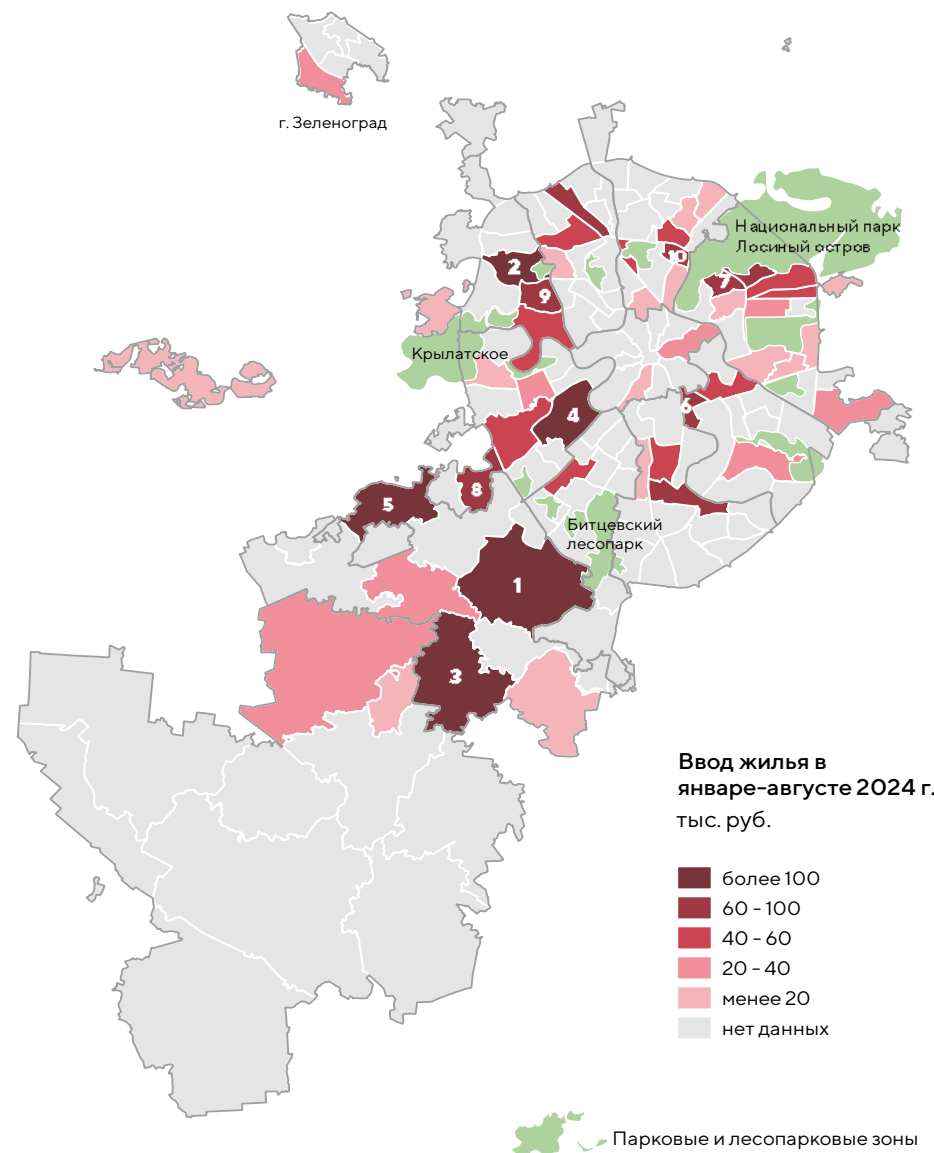 г. Зеленоград
Национальный парк
Лосиный остров
10
2
7
9
Крылатское
6
4
8
5
Битцевский
лесопарк
1
3
Ввод жилья в
январе-августе 2024 г.
тыс. руб.
более 100
60 - 100
40 - 60
20 - 40
менее 20
нет данных
Парковые и лесопарковые зоны